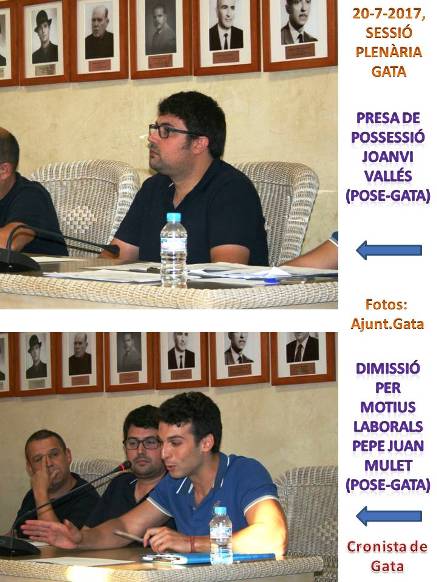 20-7-2017,
SESSIÓ
PLENÀRIA
GATA
PRESA DE
POSSESSIÓ
JOANVI
VALLÉS
(POSE-GATA)
Fotos:
Ajunt.Gata
DIMISSIÓ
PER
MOTIUS
LABORALS
PEPE JUAN
MULET
(POSE-GATA)
Cronista de
Gata